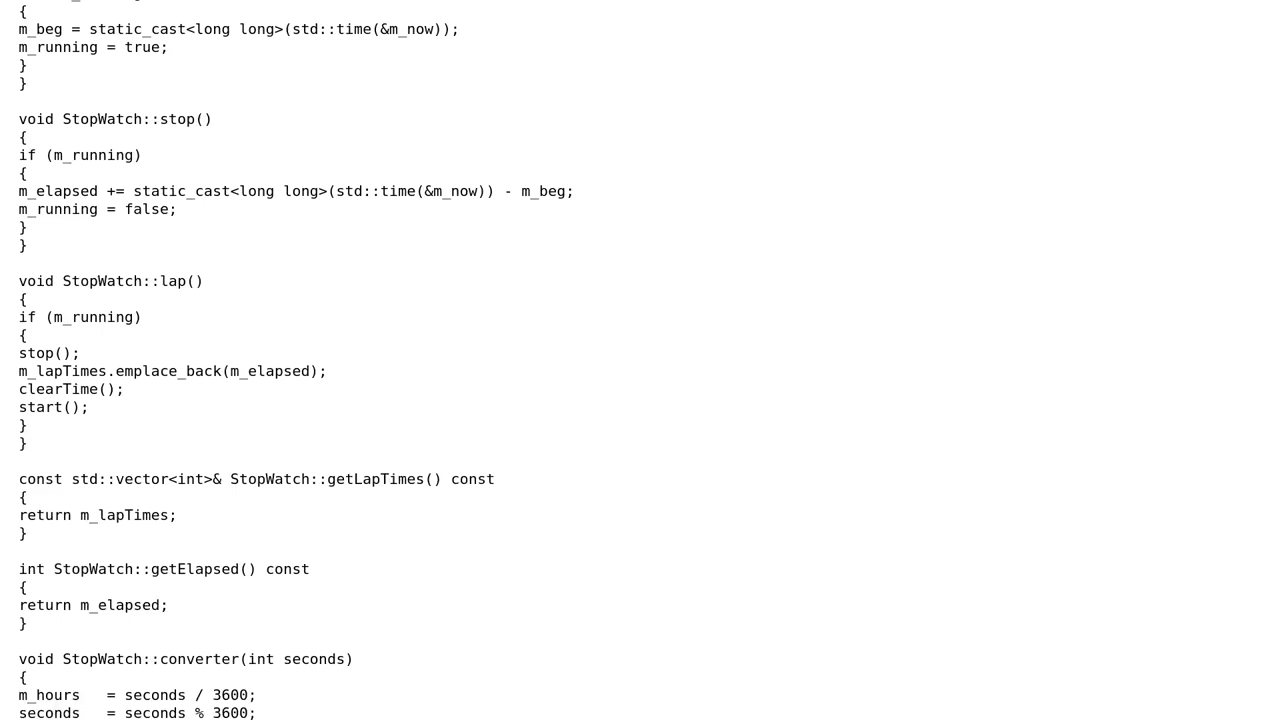 {
m_beg = static_cast<long long>(std::time(&m_now));
m_running = true;
}
}

void StopWatch::stop()
{
if (m_running)
{
m_elapsed += static_cast<long long>(std::time(&m_now)) - m_beg;
m_running = false;
}
}

void StopWatch::lap()
{
if (m_running)
{
stop();
m_lapTimes.emplace_back(m_elapsed);
clearTime();
start();
}
}

const std::vector<int>& StopWatch::getLapTimes() const
{
return m_lapTimes;
}

int StopWatch::getElapsed() const
{
return m_elapsed;
}

void StopWatch::converter(int seconds)
{
m_hours   = seconds / 3600;
seconds   = seconds % 3600;